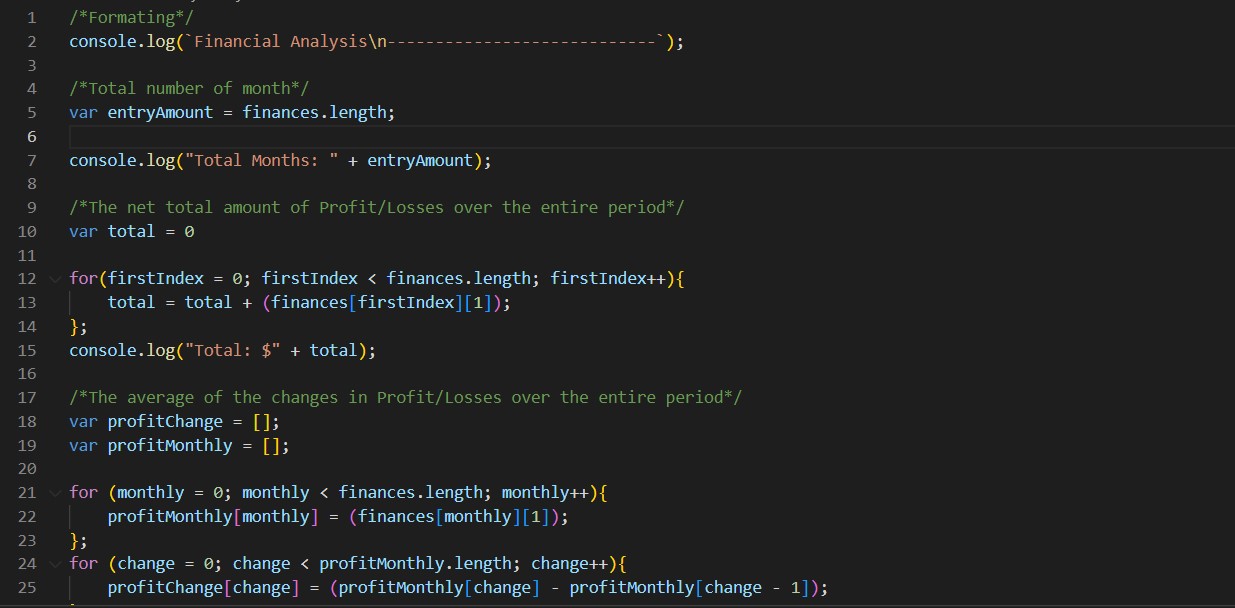 1 /*Formating*/
2 console.log(`Financial Analysis\n----------------------------`);
3
4 /*Total number of month*/
5 var entryAmount = finances.length;
6
7 console.log("Total Months: " + entryAmount);
8
9 /*The net total amount of Profit/Losses over the entire period*/
10 var total = 0
11
12 for(firstIndex = 0; firstIndex < finances.length; firstIndex++){
13     total = total + (finances[firstIndex][1]);
14 };
15 console.log("Total: $" + total);
16
17 /*The average of the changes in Profit/Losses over the entire period*/
18 var profitChange = [];
19 var profitMonthly = [];
20
21 for (monthly = 0; monthly < finances.length; monthly++){
22     profitMonthly[monthly] = (finances[monthly][1]);
23 };
24 for (change = 0; change < profitMonthly.length; change++){
25     profitChange[change] = (profitMonthly[change] - profitMonthly[change - 1]);